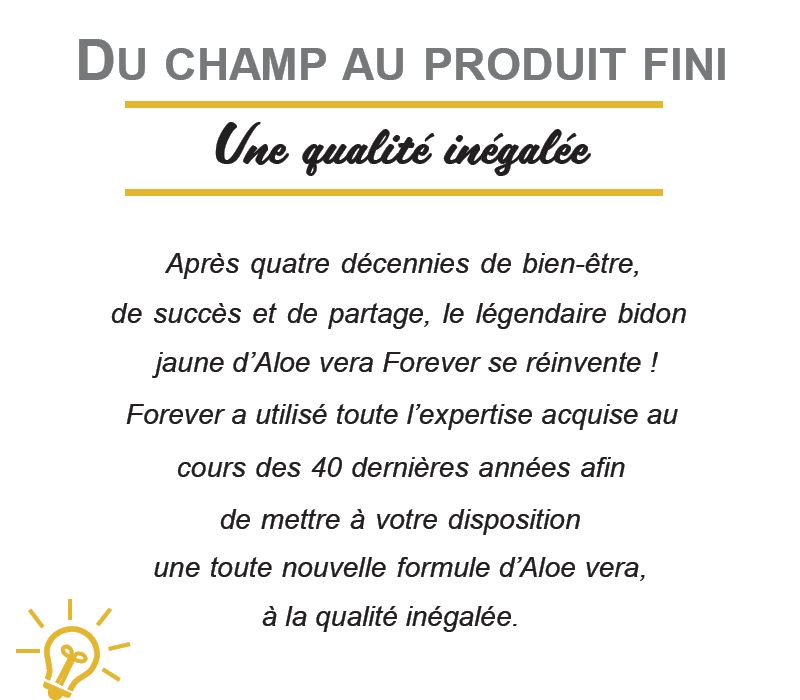 DU CHAMP AU PRODUIT FINI
Une qualité inégalée
Après quatre décennies de bien-être,
de succès et de partage, le légendaire bidon
jaune d’Aloe vera Forever se réinvente !
Forever a utilisé toute l’expertise acquise au
cours des 40 dernières années afin
de mettre à votre disposition
une toute nouvelle formule d’Aloe vera,
à la qualité inégalée.